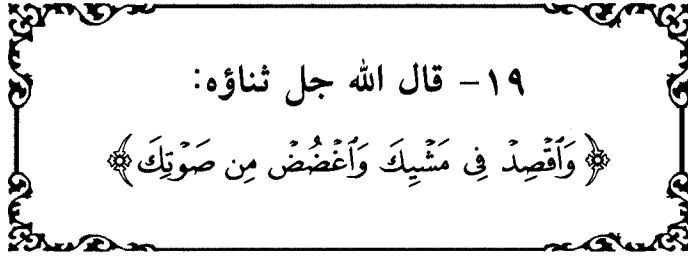 ١٩– قال الله جل ثناؤه:
﴿وَٱقۡصِدۡ فِى مَشۡيِكَ وَٱغۡضُضۡ مِن صَوۡتِكَ﴾